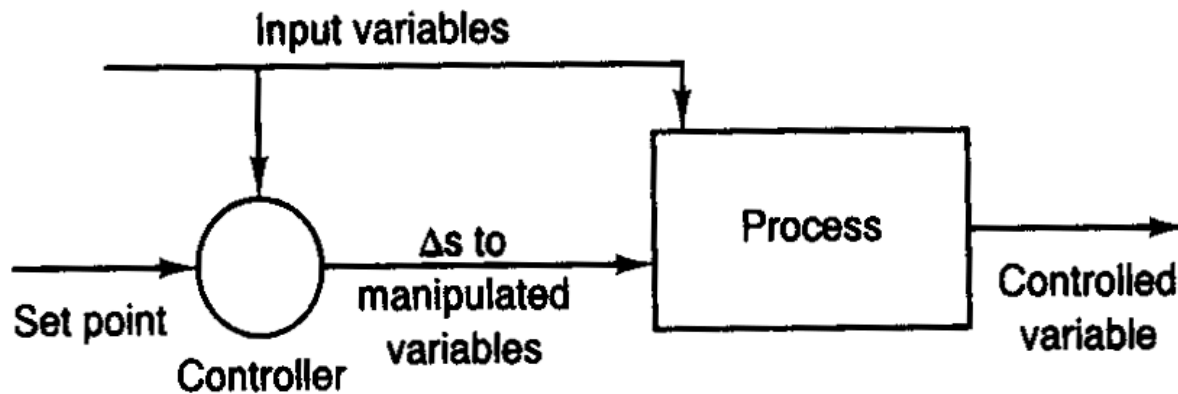 Input variables
Process
Δs to
manipulated
variables
Set point
Controller
Controlled
variable